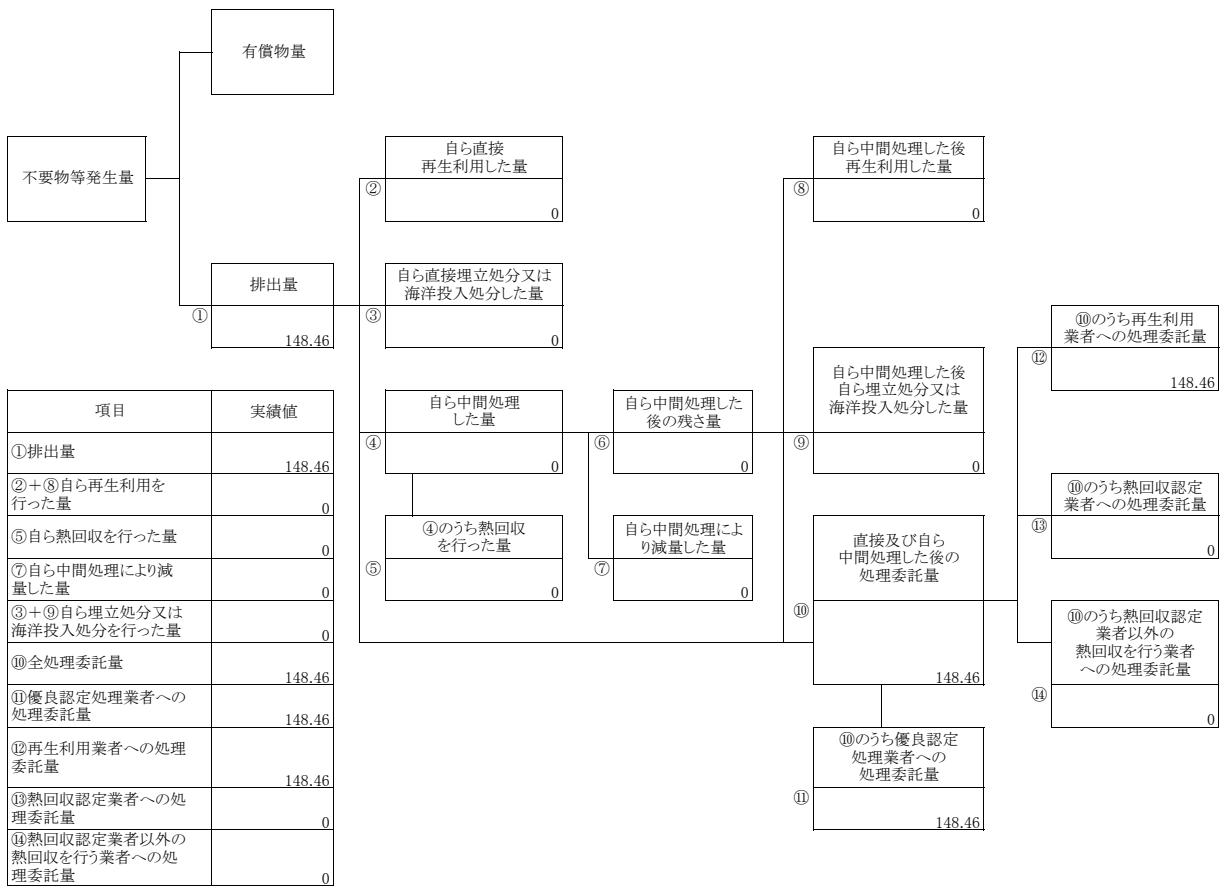 有償物量
不要物等発生量
自ら直接
再生利用した量
②
0
自ら中間処理した後
再生利用した量
⑧
0
排出量
①
148.46
自ら直接埋立処分又は
海洋投入処分した量
③
0
⑩のうち再生利用
業者への処理委託量
⑫
148.46
自ら中間処理した後
自ら埋立処分又は
海洋投入処分した量
⑨
0
自ら中間処理
した量
④
0
自ら中間処理した
後の残さ量
⑥
0
⑩のうち熱回収認定
業者への処理委託量
⑬
0
④のうち熱回収
を行った量
⑤
0
自ら中間処理によ
り減量した量
⑦
0
直接及び自ら
中間処理した後の
処理委託量
⑩
148.46
⑩のうち熱回収認定
業者以外の
熱回収を行う業者
への処理委託量
⑭
0
⑩のうち優良認定
処理業者への
処理委託量
⑪
148.46
項目 実績値
①排出量 148.46
②+⑧自ら再生利用を
行った量 0
⑤自ら熱回収を行った量 0
⑦自ら中間処理により減
量した量 0
③+⑨自ら埋立処分又は
海洋投入処分を行った量 0
⑩全処理委託量 148.46
⑪優良認定処理業者への
処理委託量 148.46
⑫再生利用業者への処理
委託量 148.46
⑬熱回収認定業者への処
理委託量 0
⑭熱回収認定業者以外の
熱回収を行う業者への処
理委託量 0